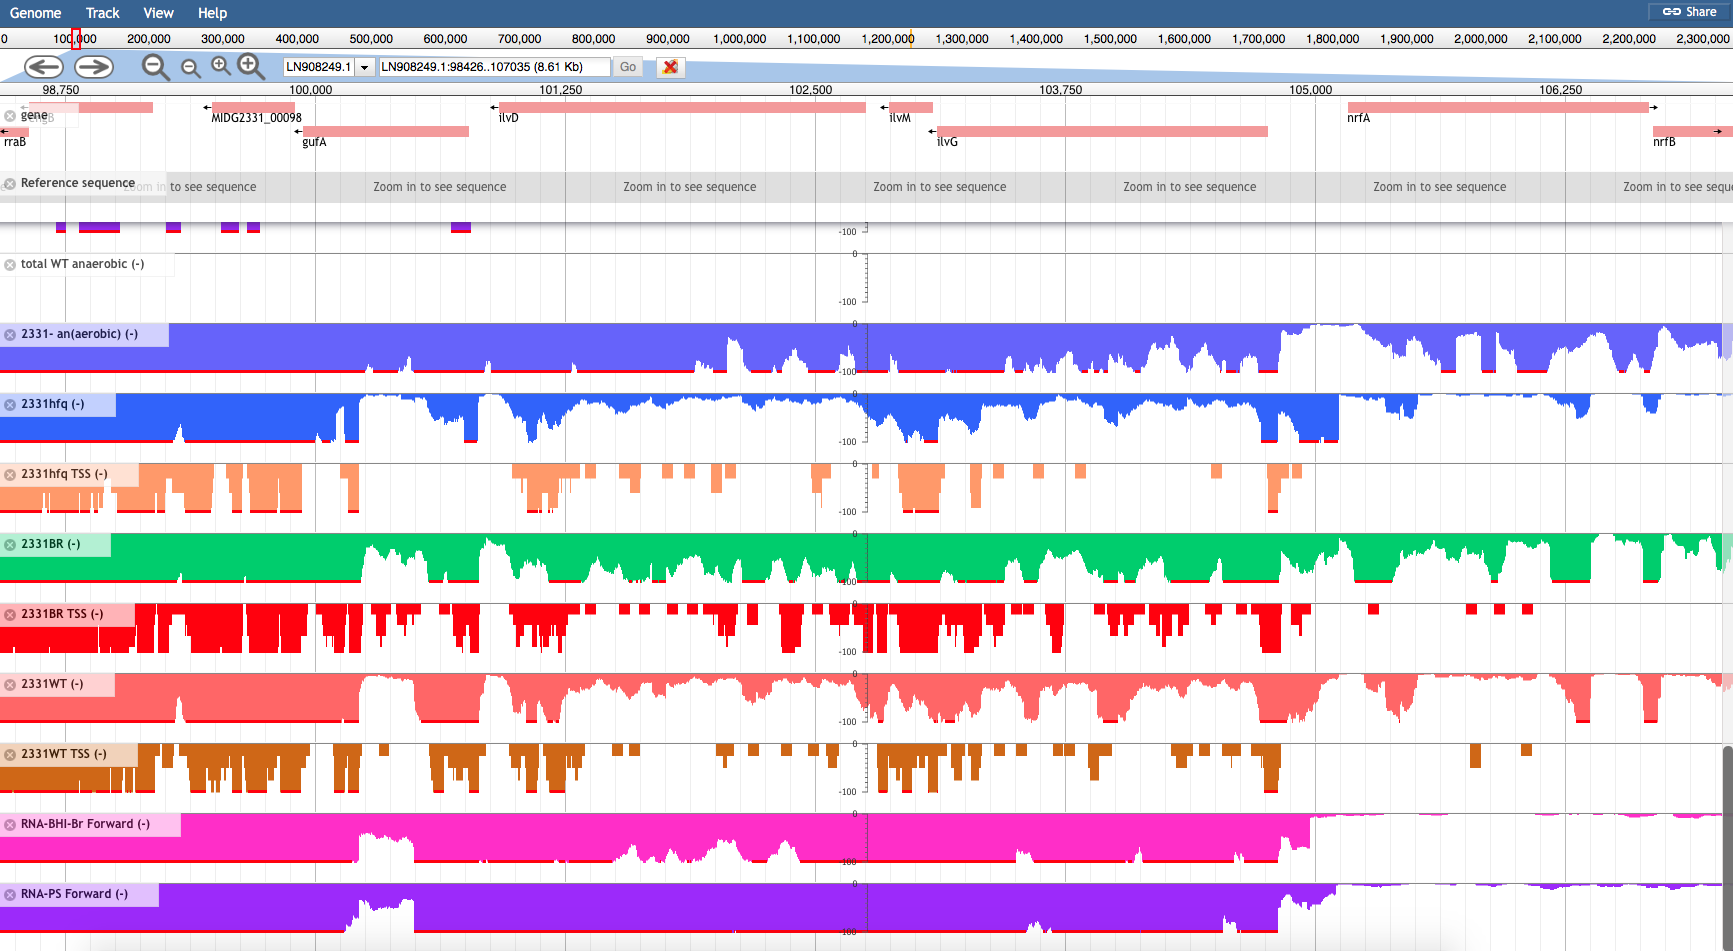 Genome Track View Help Share
0 100,000 200,000 300,000 400,000 500,000 600,000 700,000 800,000 900,000 1,000,000 1,100,000 1,200,000 1,300,000 1,400,000 1,500,000 1,600,000 1,700,000 1,800,000 1,900,000 2,000,000 2,100,000 2,200,000 2,300,000
LN908249.1 LN908249.1:98426..107035 (8.61 Kb) Go
98,750 100,000 101,250 102,500 103,750 105,000 106,250
gene
MIDG2331_00098 ilvD ilvM nrfA
rraB gufA ilvG nrfB
Reference sequence
Zoom in to see sequence Zoom in to see sequence Zoom in to see sequence Zoom in to see sequence Zoom in to see sequence Zoom in to see sequence Zoom in to see sequ
-100
0
total WT anaerobic (-)
-100
0
2331- an(aerobic) (-)
-100
0
2331hfq (-)
-100
0
2331hfq TSS (-)
-100
0
2331BR (-)
-100
0
2331BR TSS (-)
-100
0
2331WT (-)
-100
0
2331WT TSS (-)
-100
0
RNA-BHI-Br Forward (-)
-100
0
RNA-PS Forward (-)
-100